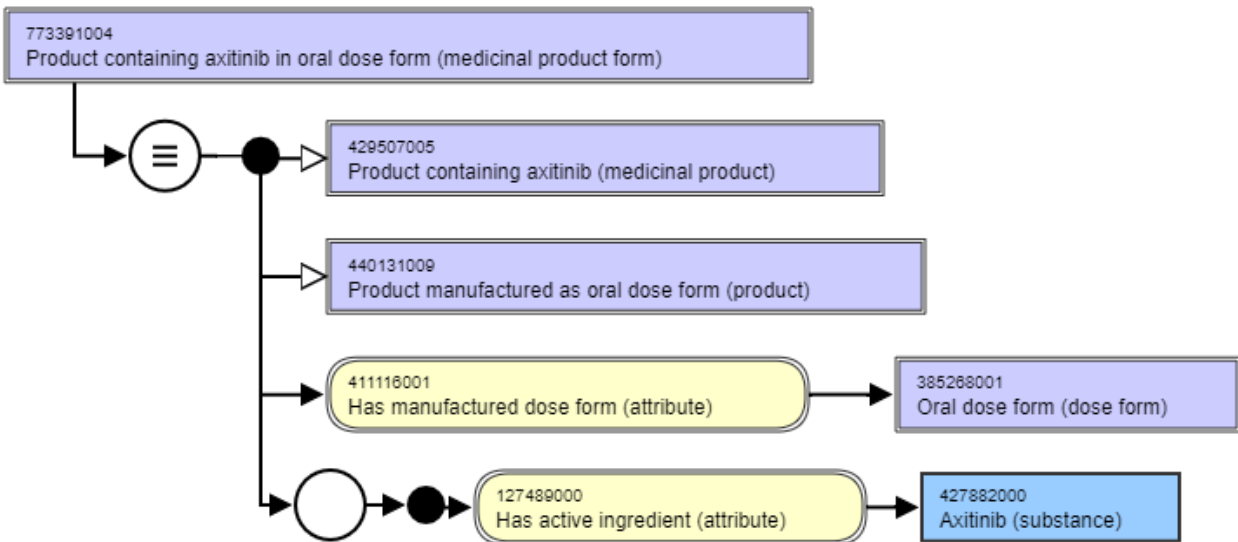 773391004
Product containing axitinib in oral dose form (medicinal product form)
429507005
Product containing axitinib (medicinal product)
440131009
Product manufactured as oral dose form (product)
411116001
Has manufactured dose form (attribute)
385268001
Oral dose form (dose form)
127489000
Has active ingredient (attribute)
427882000
Axitinib (substance)